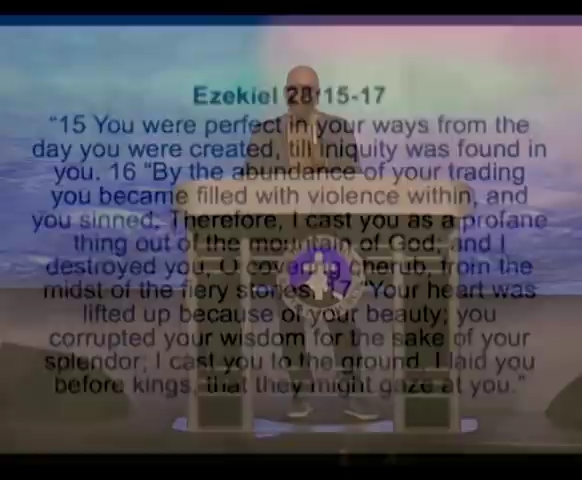 Ezekiel 28:15-17
“15 You were perfect in your ways from the
day you were created, till iniquity was found in
you. 16 “By the abundance of your trading
you became filled with violence within, and
you sinned; Therefore, I cast you as a profane
thing out of the mountain of God; and I
destroyed you, O covering cherub, from the
midst of the fiery stones. 17 “Your heart was
lifted up because of your beauty; you
corrupted your wisdom for the sake of your
splendor; I cast you to the ground, I laid you
before kings, that they might gaze at you.”